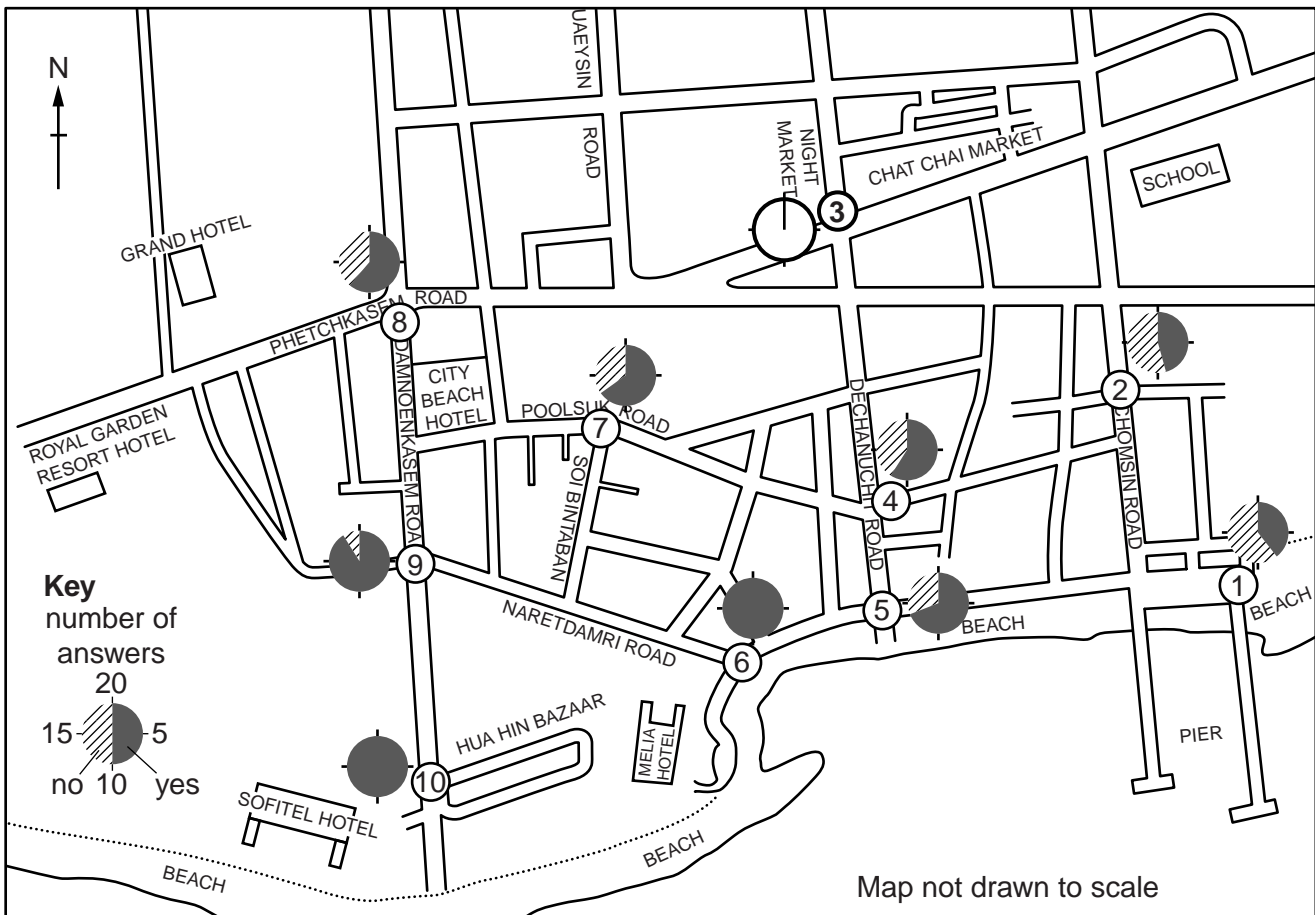 N
UAEYSIN
ROAD
NIGHT
MARKET
3
CHAT CHAI MARKET
SCHOOL
GRAND HOTEL
PHETCHKASEM ROAD
8
DAMNOENKASEM ROA
CITY
BEACH
HOTEL
POOLSUK ROAD
7
SOI BINTABAN
DECHANUCHIT ROAD
4
2
CHOMSIN ROAD
ROYAL GARDEN
RESORT HOTEL
9
NARETDAMRI ROAD
6
5
BEACH
1
BEACH
Key
number of
answers
20
15
5
no
10
yes
HUA HIN BAZAAR
MELIA
HOTEL
PIER
10
SOFITEL HOTEL
BEACH
BEACH
Map not drawn to scale